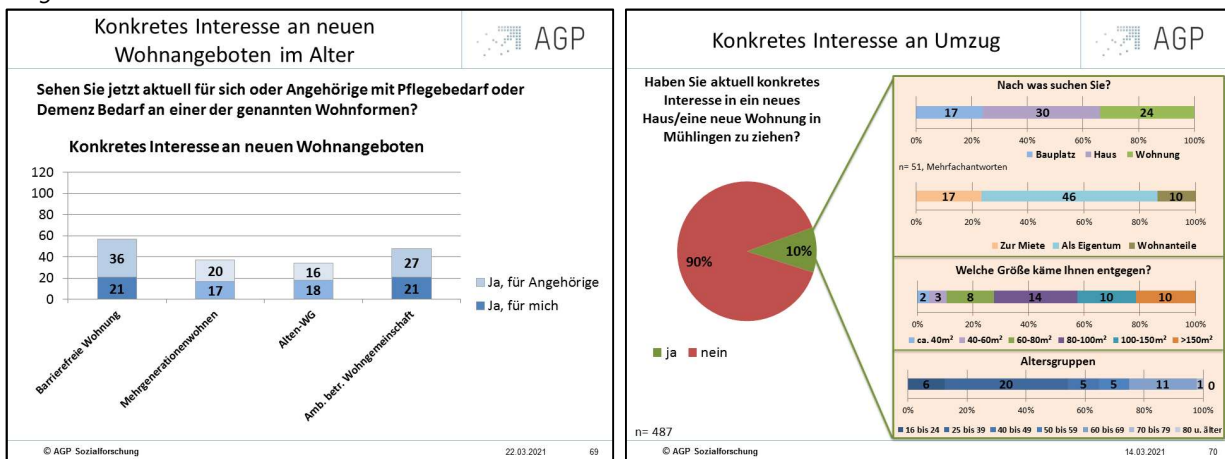 Konkretes Interesse an neuen
Wohnangeboten im Alter
AGP
Sehen Sie jetzt aktuell für sich oder Angehörige mit Pflegebedarf oder
Demenz Bedarf an einer der genannten Wohnformen?
Konkretes Interesse an neuen Wohnangeboten
120
100
80
60
40
20
0
36
21
20
17
16
18
27
21
Barrierefreie Wohnung
Mehrgenerationenwohnen
Alten-WG
Amb. betr. Wohngemeinschaft
Ja, für Angehörige
Ja, für mich
© AGP Sozialforschung
22.03.2021
69
Konkretes Interesse an Umzug
AGP
Haben Sie aktuell konkretes
Interesse in ein neues
Haus/eine neue Wohnung in
Mühlingen zu ziehen?
90%
10%
ja nein
n= 487
Nach was suchen Sie?
17 30 24
0% 20% 40% 60% 80% 100%
Bauplatz Haus Wohnung
n= 51, Mehrfachantworten
17 46 10
0% 20% 40% 60% 80% 100%
Zur Miete Als Eigentum Wohnanteile
Welche Größe käme Ihnen entgegen?
2 3 8 14 10 10
0% 20% 40% 60% 80% 100%
ca. 40m² 40-60m² 60-80m² 80-100m² 100-150m² >150m²
Altersgruppen
6 20 5 5 11 1 0
0% 20% 40% 60% 80% 100%
16 bis 24 25 bis 39 40 bis 49 50 bis 59 60 bis 69 70 bis 79 80 u. älter
© AGP Sozialforschung
14.03.2021
70